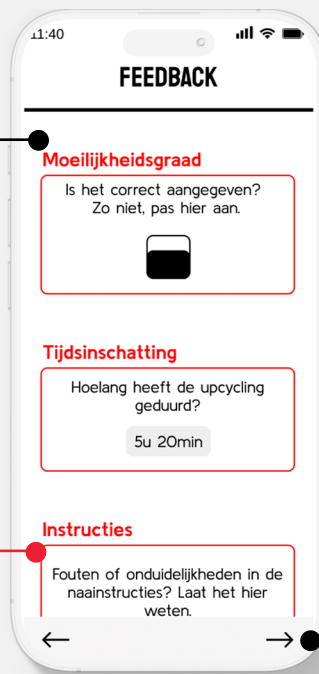 11:40
FEEDBACK
Moeilijkheidsgraad
Is het correct aangegeven?
Zo niet, pas hier aan.
Tijdsinschatting
Hoelang heeft de upcycling
geduurd?
5u 20min
Instructies
Fouten of onduidelijkheden in de
naainstructies? Laat het hier
weten.